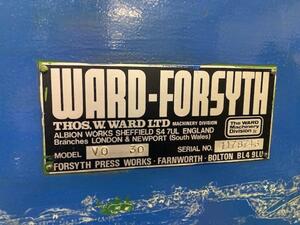 WARD-FORSYTH
THOS. W. WARD LTD MACHINERY DIVISION
ALBION WORKS SHEFFIELD S4 7UL ENGLAND
Branches LONDON & NEWPORT (South Wales)
The WARD
Machinery
Division
MODEL VO 30 SERIAL NO.
FORSYTH PRESS WORKS · FARNWORTH · BOLTON BL4 9LU